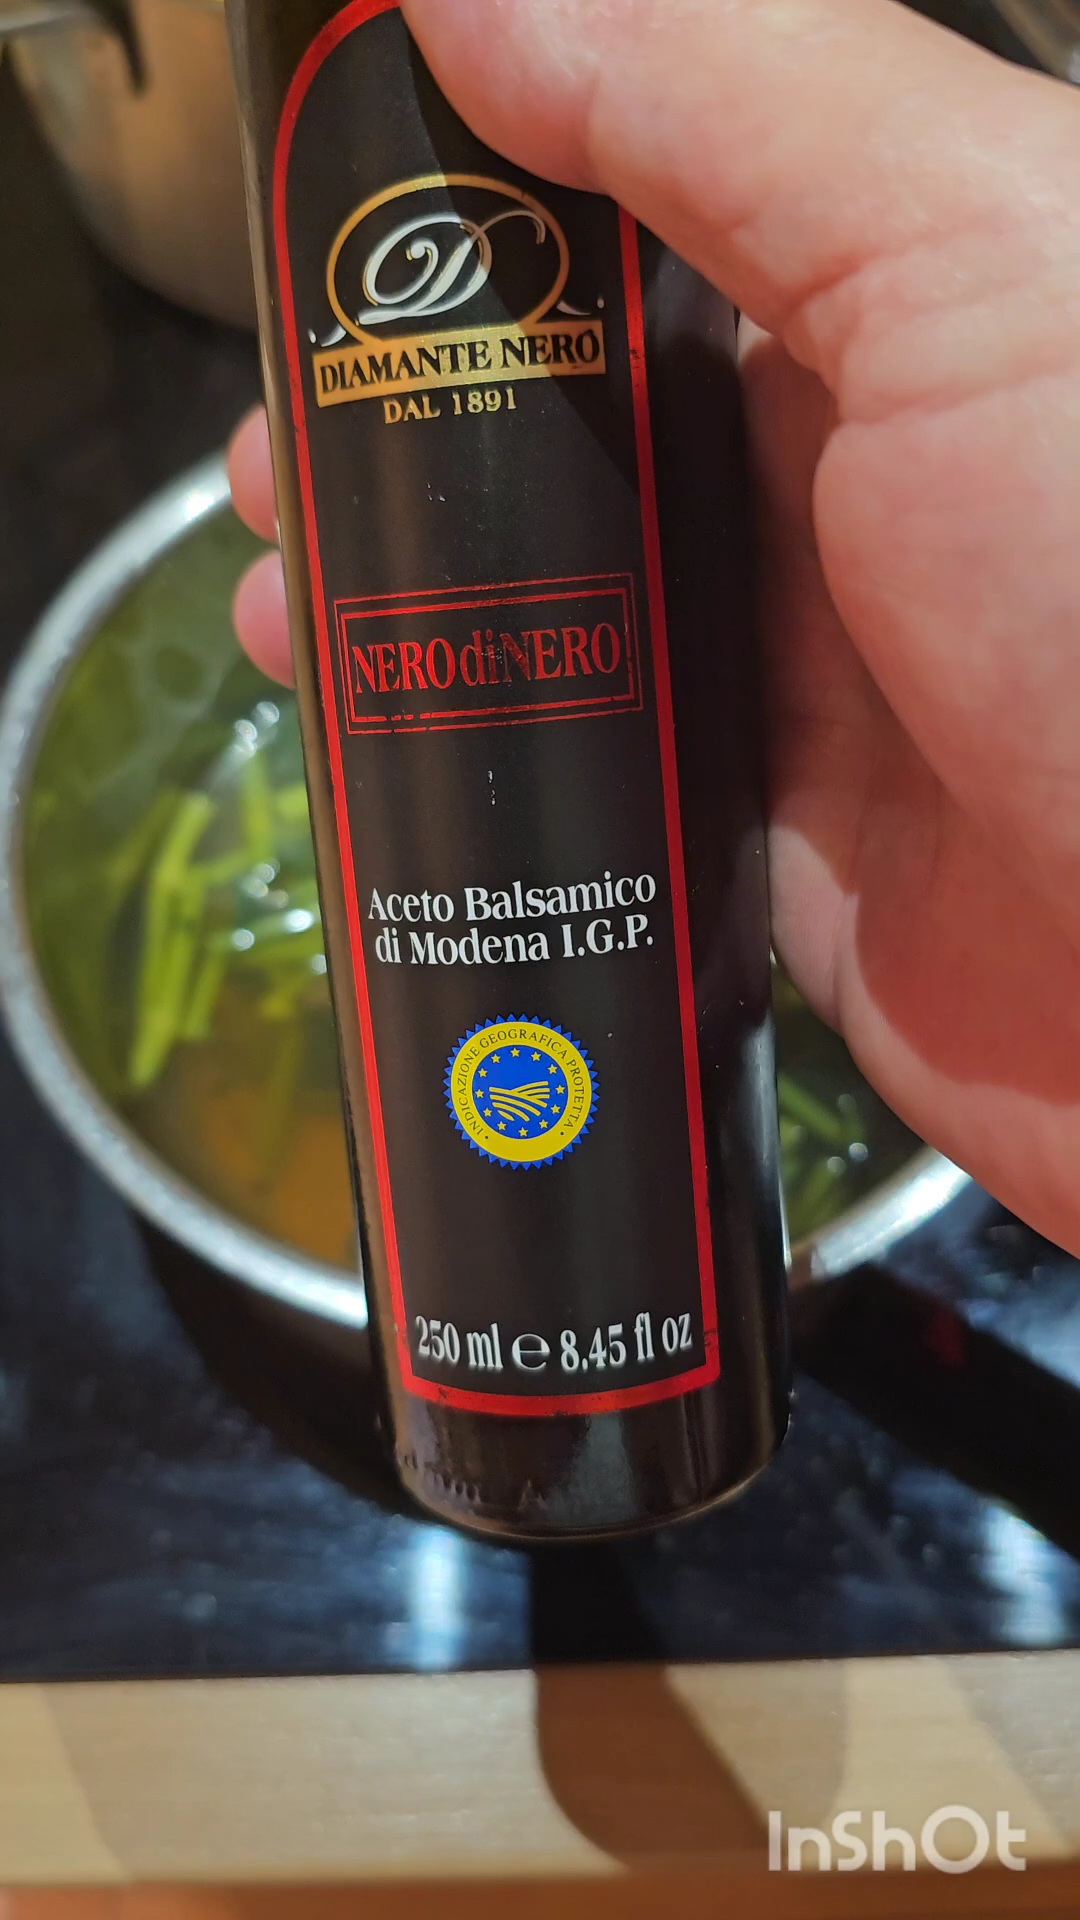 D
DIAMANTE NERO
DAL 1891
NERO di NERO
Aceto Balsamico
di Modena I.G.P.
INDICAZIONE GEOGRAFICA PROTETTA
250 ml e 8.45 fl oz
InShOt